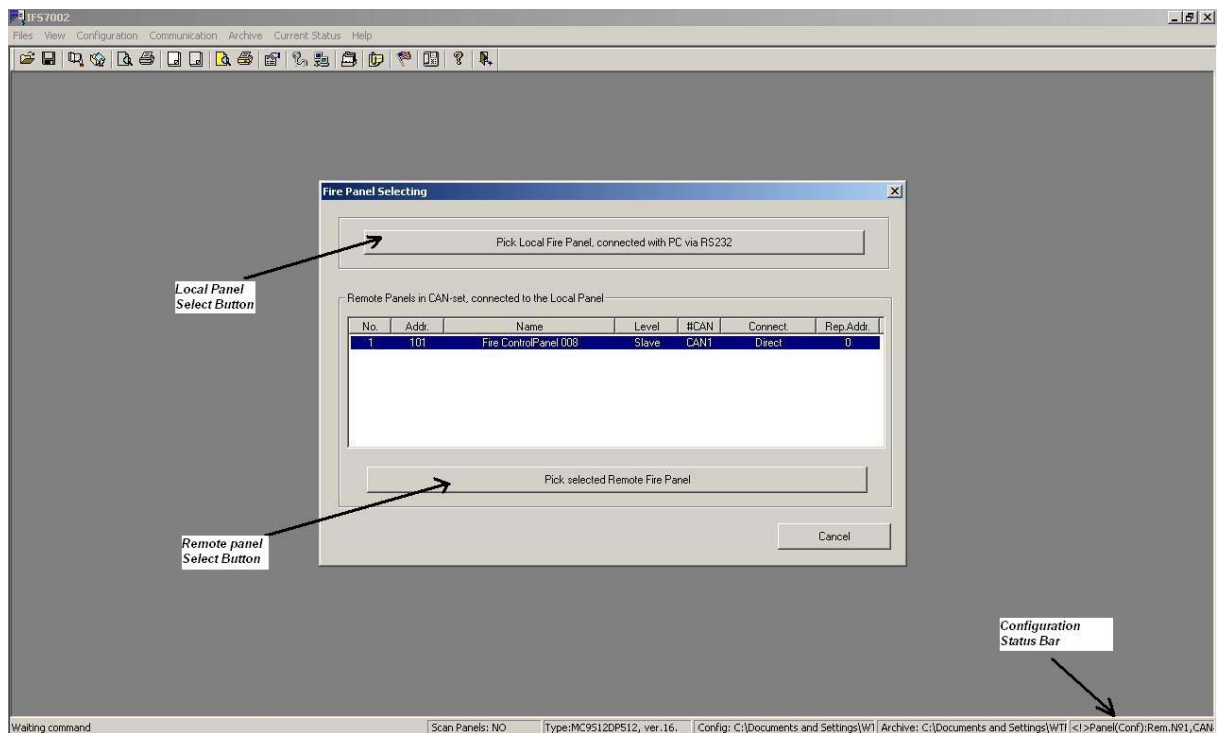 IFS7002
Files View Configuration Communication Archive Current Status Help
Fire Panel Selecting
Pick Local Fire Panel, connected with PC via RS232
Local Panel
Select Button
Remote Panels in CAN-set, connected to the Local Panel
No. Addr. Name Level #CAN Connect. Rep.Addr.
1 101 Fire ControlPanel 008 Slave CAN1 Direct 0
Pick selected Remote Fire Panel
Remote panel
Select Button
Cancel
Configuration
Status Bar
Waiting command Scan Panels: NO Type:MC9S12DP512, ver.16. Config: C:\Documents and Settings\WT Archive: C:\Documents and Settings\WT <!>Panel(Conf):Rem.№1,CAN